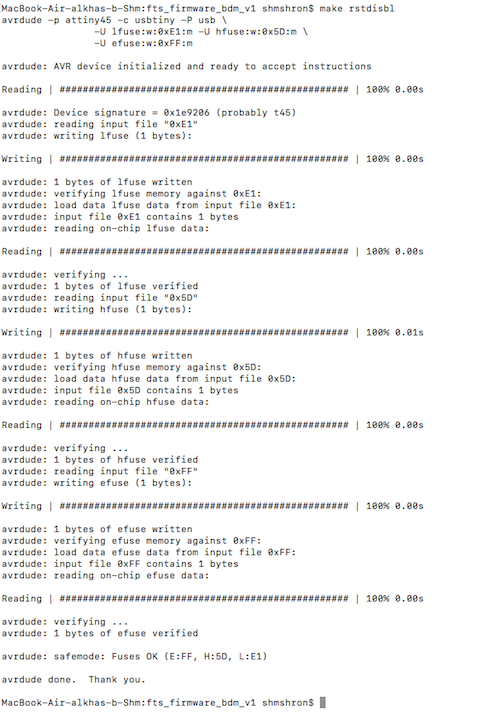 MacBook-Air-alkhas-b-Shm:fts_firmware_bdm_v1 shmshron$ make rstdisbl
avrdude -p attiny45 -c usbtiny -P usb \
-U lfuse:w:0xE1:m -U hfuse:w:0x5D:m \
-U efuse:w:0xFF:m
avrdude: AVR device initialized and ready to accept instructions
Reading | ################################################## | 100% 0.00s
avrdude: Device signature = 0x1e9206 (probably t45)
avrdude: reading input file "0xE1"
avrdude: writing lfuse (1 bytes):
Writing | ################################################## | 100% 0.00s
avrdude: 1 bytes of lfuse written
avrdude: verifying lfuse memory against 0xE1:
avrdude: load data lfuse data from input file 0xE1:
avrdude: input file 0xE1 contains 1 bytes
avrdude: reading on-chip lfuse data:
Reading | ################################################## | 100% 0.00s
avrdude: verifying ...
avrdude: 1 bytes of lfuse verified
avrdude: reading input file "0x5D"
avrdude: writing hfuse (1 bytes):
Writing | ################################################## | 100% 0.01s
avrdude: 1 bytes of hfuse written
avrdude: verifying hfuse memory against 0x5D:
avrdude: load data hfuse data from input file 0x5D:
avrdude: input file 0x5D contains 1 bytes
avrdude: reading on-chip hfuse data:
Reading | ################################################## | 100% 0.00s
avrdude: verifying ...
avrdude: 1 bytes of hfuse verified
avrdude: reading input file "0xFF"
avrdude: writing efuse (1 bytes):
Writing | ################################################## | 100% 0.00s
avrdude: 1 bytes of efuse written
avrdude: verifying efuse memory against 0xFF:
avrdude: load data efuse data from input file 0xFF:
avrdude: input file 0xFF contains 1 bytes
avrdude: reading on-chip efuse data:
Reading | ################################################## | 100% 0.00s
avrdude: verifying ...
avrdude: 1 bytes of efuse verified
avrdude: safemode: Fuses OK (E:FF, H:5D, L:E1)
avrdude done.  Thank you.
MacBook-Air-alkhas-b-Shm:fts_firmware_bdm_v1 shmshron$